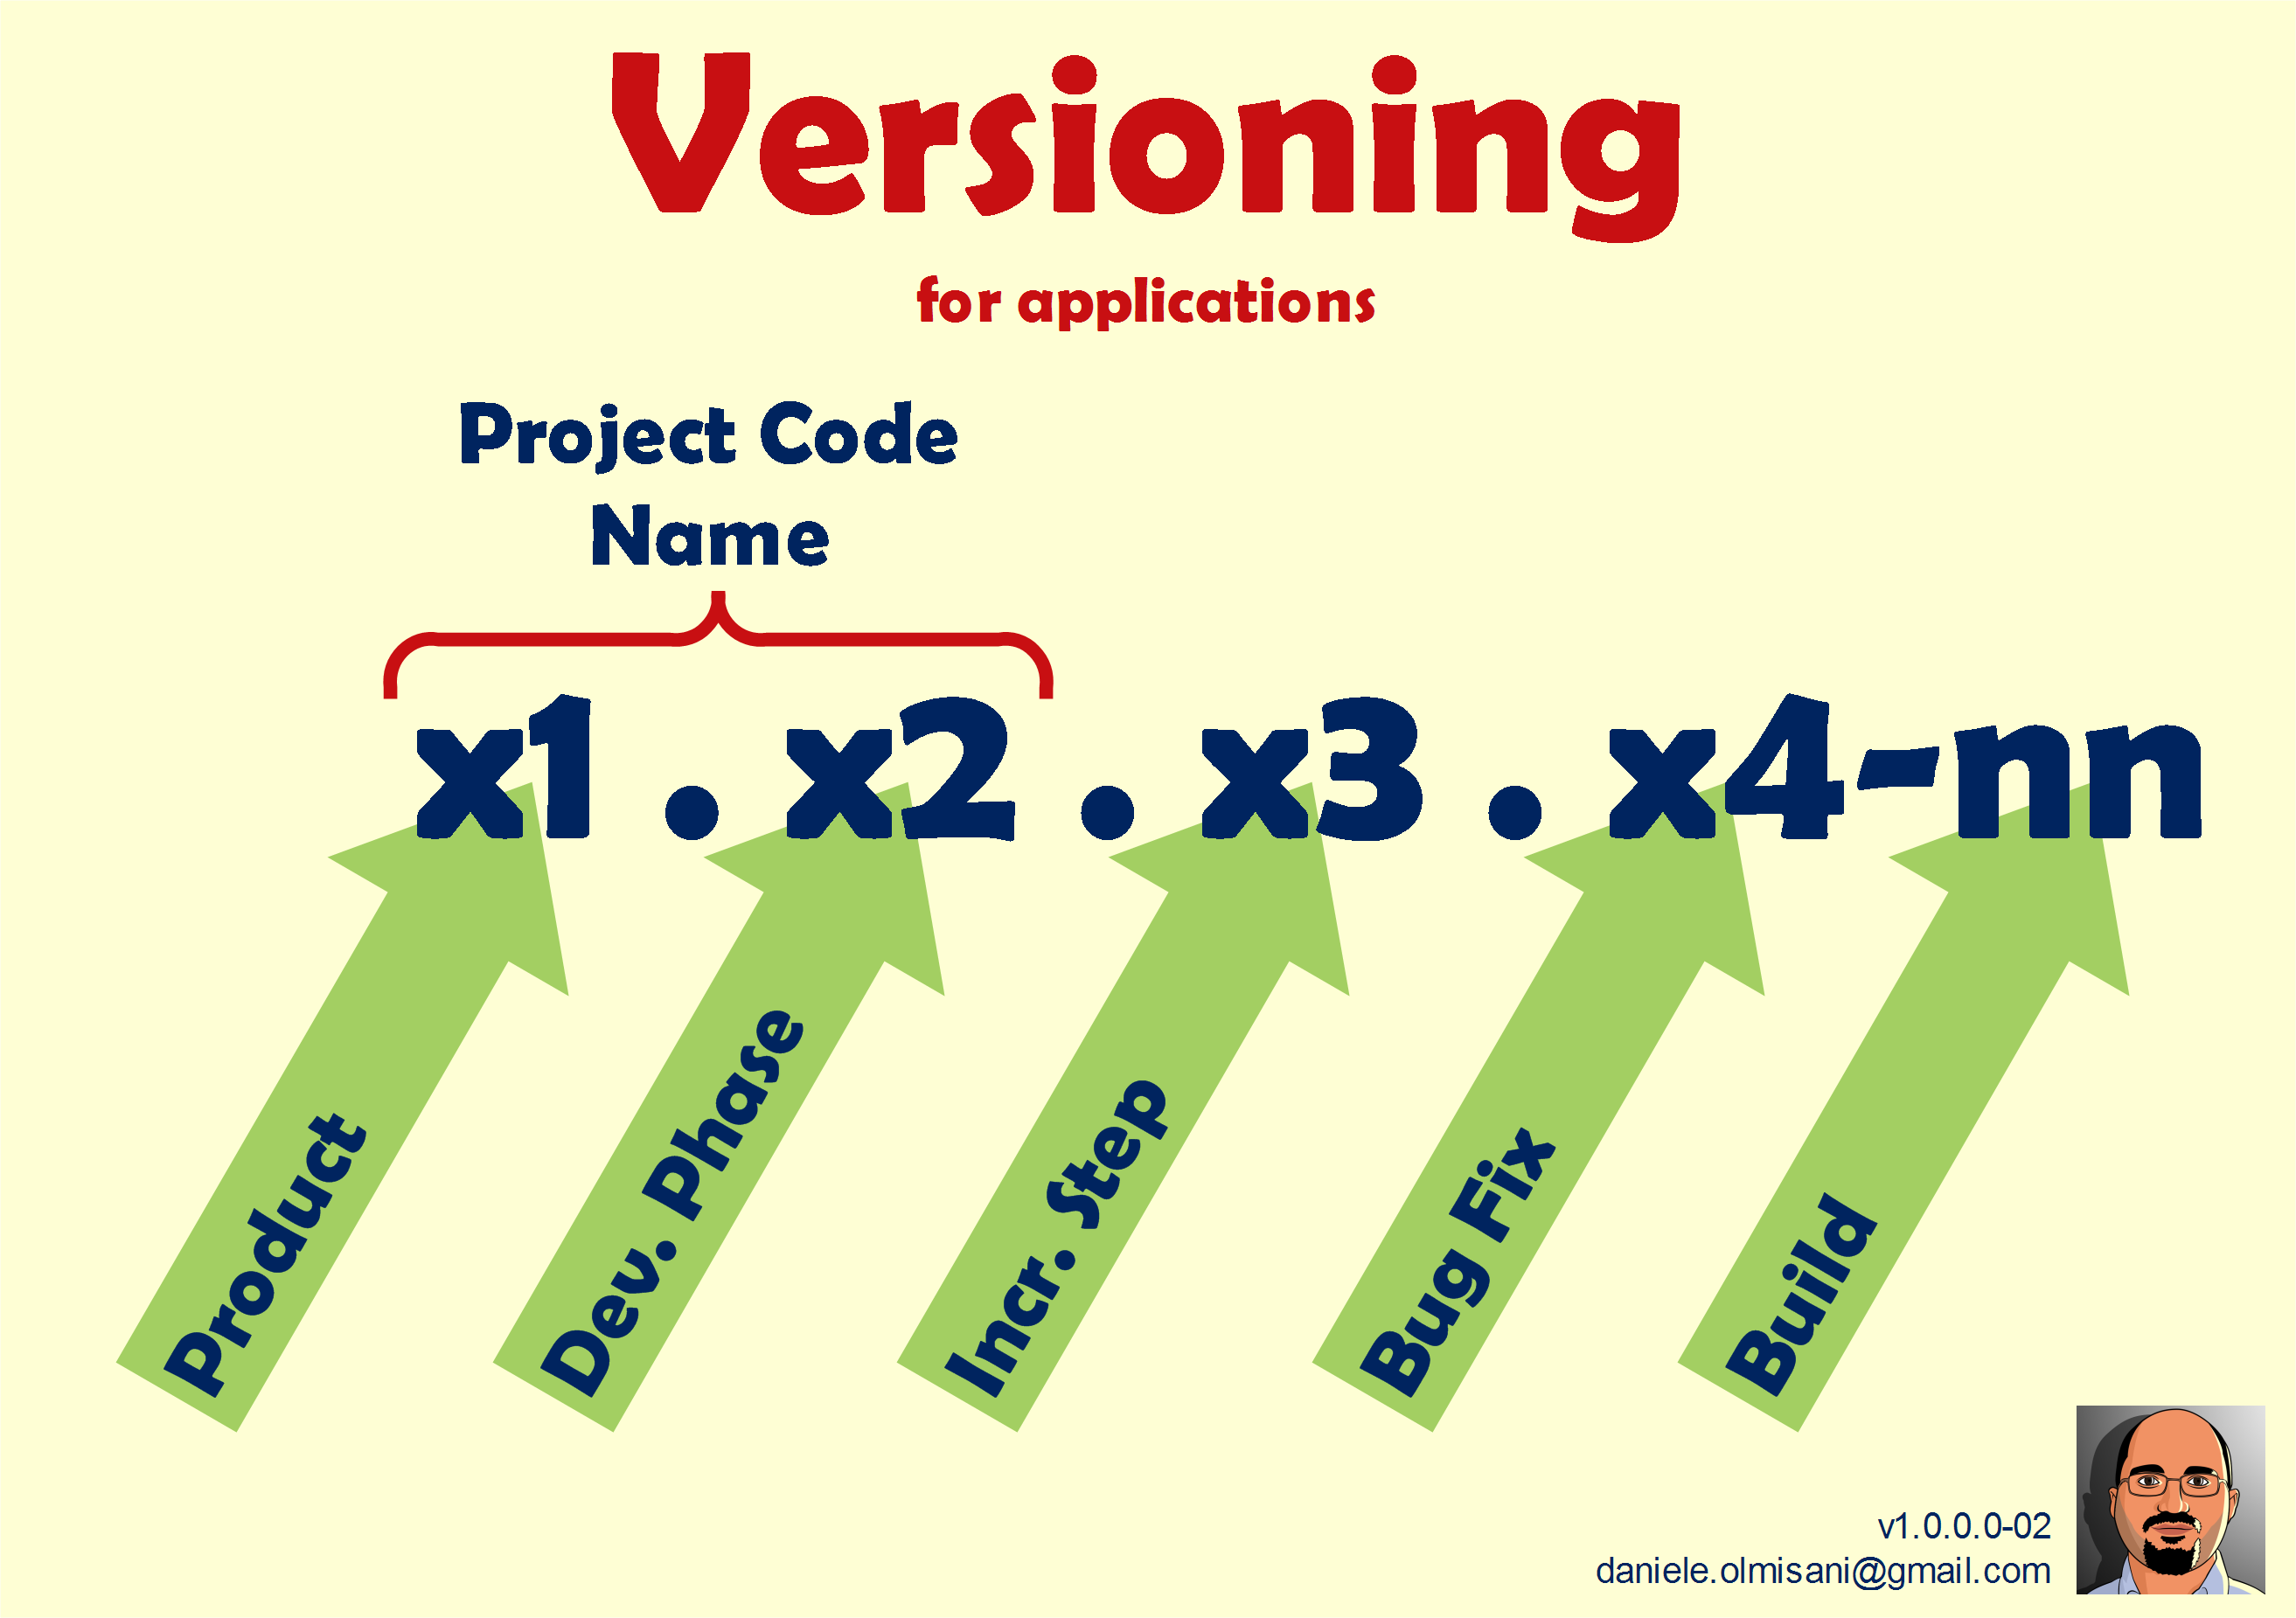 Versioning
for applications
Project Code
Name
x1 . x2 . x3 . x4-nn
Product
Dev. Phase
Incr. Step
Bug Fix
Build
v1.0.0.0-02
daniele.olmisani@gmail.com